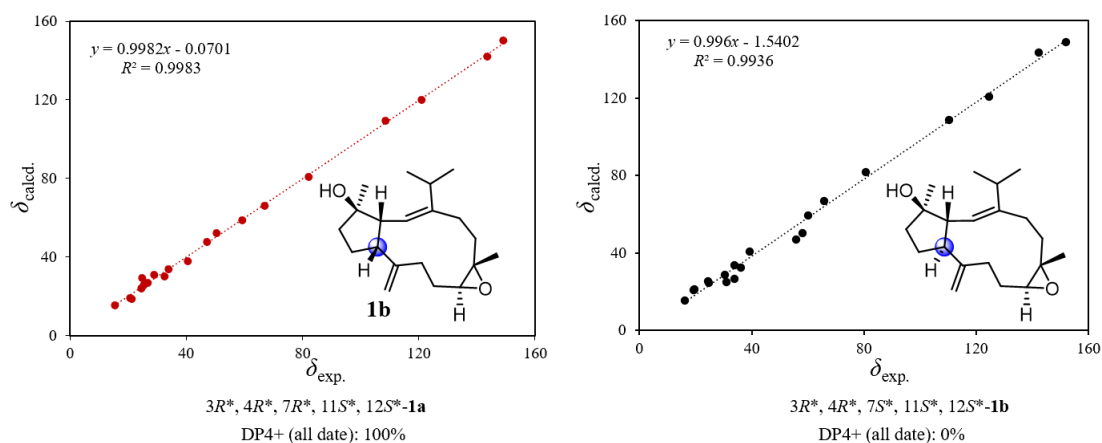 160
120
80
40
0
0
40
80
120
160
y = 0.9982x - 0.0701
R² = 0.9983
δcalcd.
δexp.
HO
H
H
O
H
1b
3R*, 4R*, 7R*, 11S*, 12S*-1a
DP4+ (all date): 100%
160
120
80
40
0
0
40
80
120
160
y = 0.996x - 1.5402
R² = 0.9936
δcalcd.
δexp.
HO
H
H
O
H
3R*, 4R*, 7S*, 11S*, 12S*-1b
DP4+ (all date): 0%